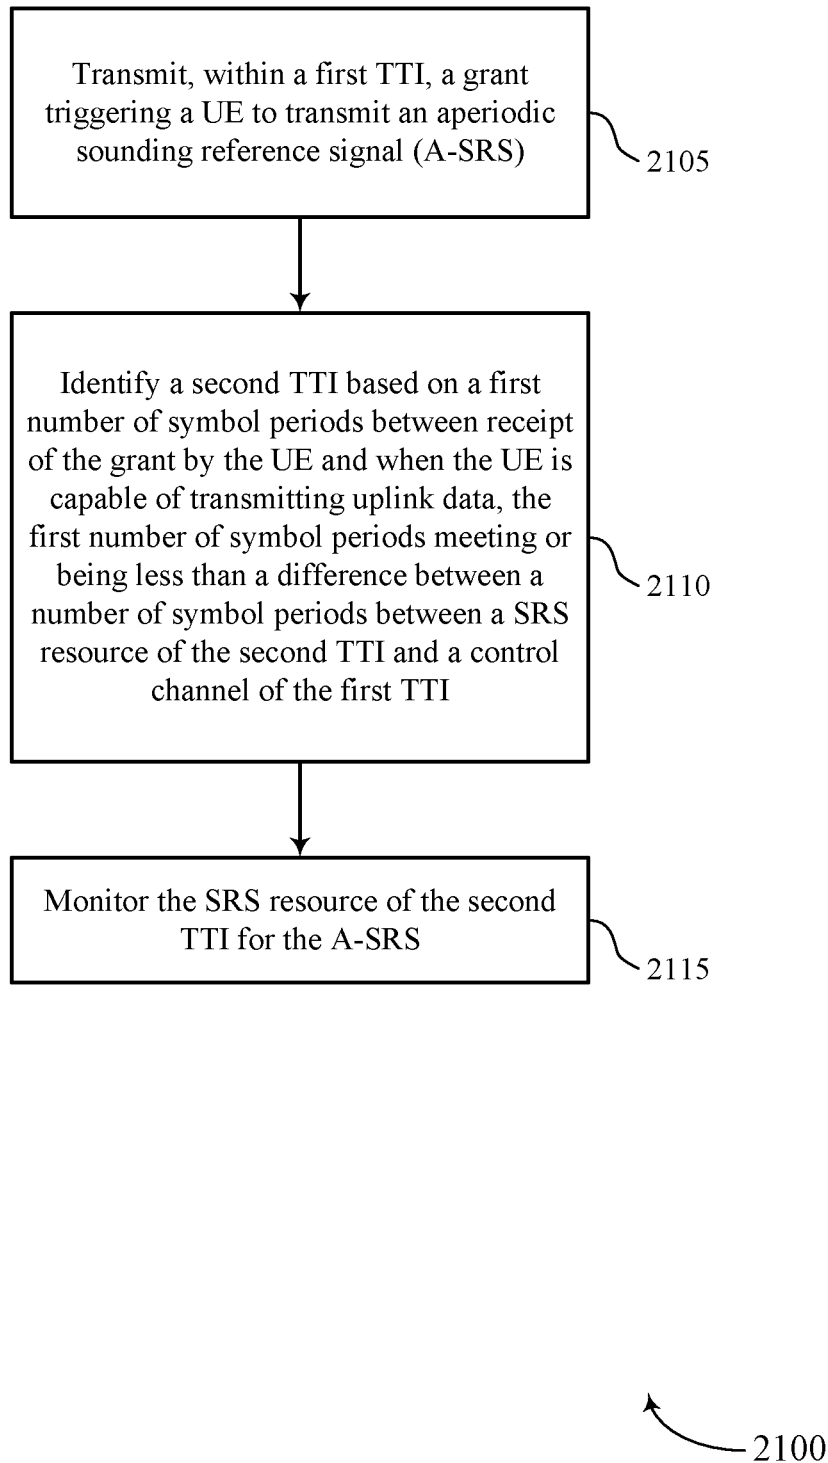 Transmit, within a first TTI, a grant
triggering a UE to transmit an aperiodic
sounding reference signal (A-SRS)
2105
Identify a second TTI based on a first
number of symbol periods between receipt
of the grant by the UE and when the UE is
capable of transmitting uplink data, the
first number of symbol periods meeting or
being less than a difference between a
number of symbol periods between a SRS
resource of the second TTI and a control
channel of the first TTI
2110
Monitor the SRS resource of the second
TTI for the A-SRS
2115
2100